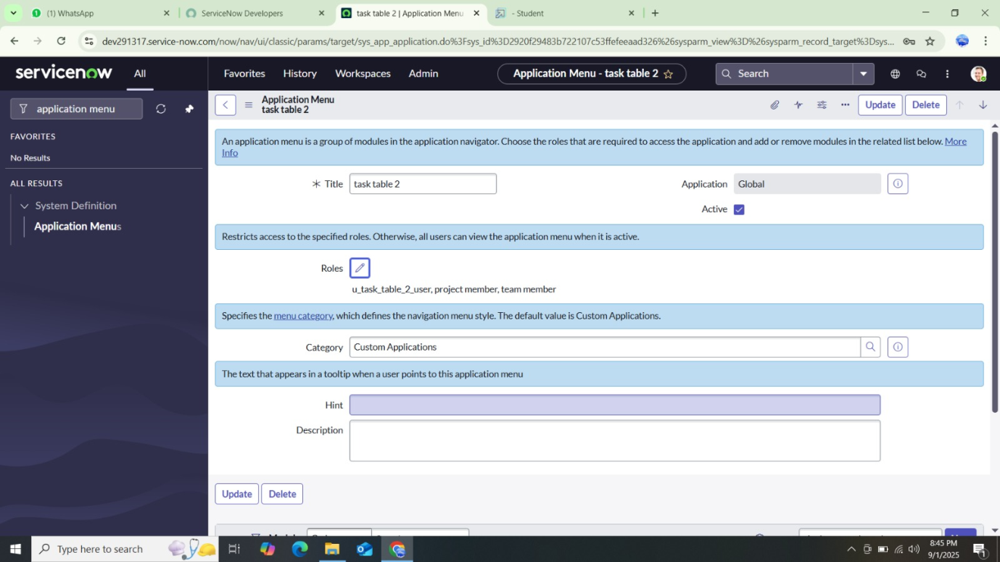 (1) WhatsApp
ServiceNow Developers
task table 2 | Application Menu
- Student
dev291317.service-now.com/now/nav/ui/classic/params/target/sys_app_application.do%3Fsys_id%3D2920f29483b722107c53ffefeeaad326%26sysparm_view%3D%26sysparm_record_target%3Dsys...
servicenow
All
Favorites
History
Workspaces
Admin
Application Menu - task table 2
Search
application menu
FAVORITES
No Results
ALL RESULTS
System Definition
Application Menus
Application Menu
task table 2
Update
Delete
An application menu is a group of modules in the application navigator. Choose the roles that are required to access the application and add or remove modules in the related list below. More
Info
Title
task table 2
Application
Global
Active
Restricts access to the specified roles. Otherwise, all users can view the application menu when it is active.
Roles
u_task_table_2_user, project member, team member
Specifies the menu category, which defines the navigation menu style. The default value is Custom Applications.
Category
Custom Applications
The text that appears in a tooltip when a user points to this application menu
Hint
Description
Update
Delete
Type here to search
8:45 PM
9/1/2025
1